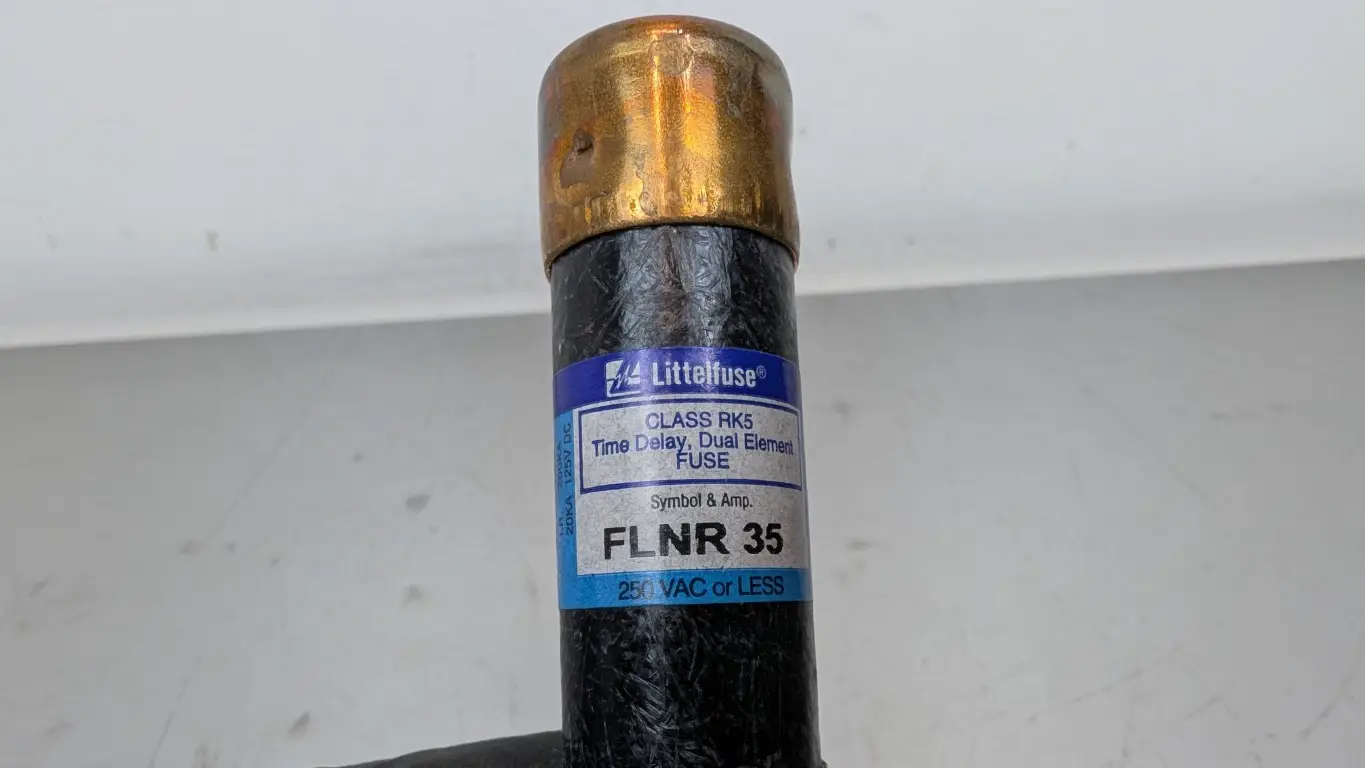 Littelfuse®
CLASS RK5
Time Delay, Dual Element
FUSE
Symbol & Amp.
FLNR 35
250 VAC or LESS
200KA
20KA 125V DC